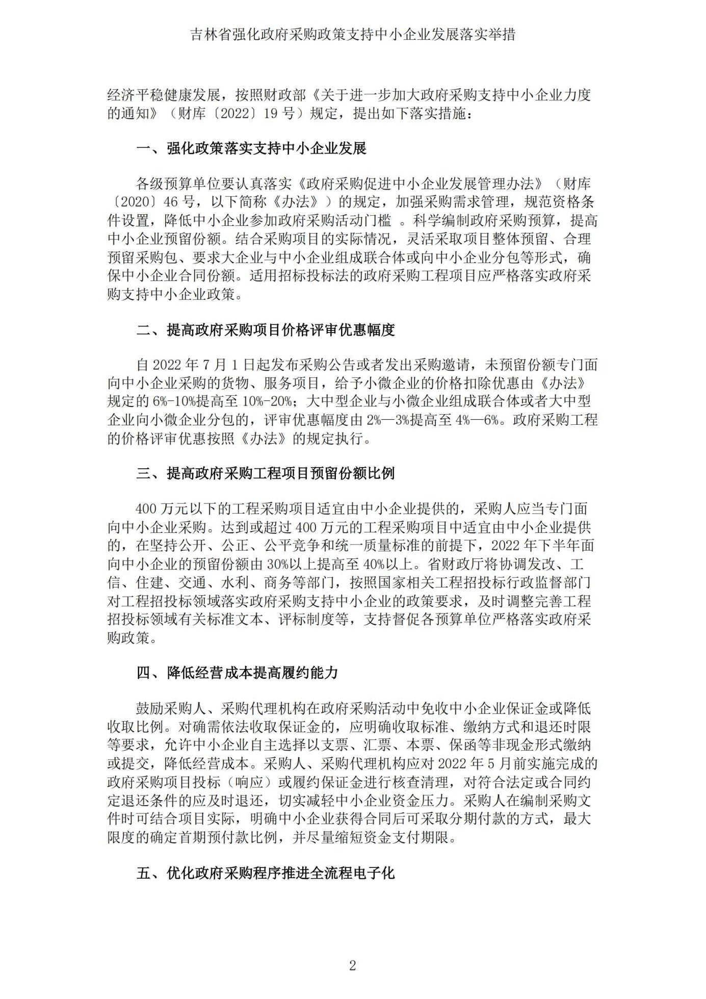 吉林省强化政府采购政策支持中小企业发展落实举措
经济平稳健康发展，按照财政部《关于进一步加大政府采购支持中小企业力度
的通知》（财库〔2022〕19 号）规定，提出如下落实措施：
一、强化政策落实支持中小企业发展
各级预算单位要认真落实《政府采购促进中小企业发展管理办法》（财库
〔2020〕46 号，以下简称《办法》）的规定，加强采购需求管理，规范资格条
件设置，降低中小企业参加政府采购活动门槛 。科学编制政府采购预算，提高
中小企业预留份额。结合采购项目的实际情况，灵活采取项目整体预留、合理
预留采购包、要求大企业与中小企业组成联合体或向中小企业分包等形式，确
保中小企业合同份额。适用招标投标法的政府采购工程项目应严格落实政府采
购支持中小企业政策。
二、提高政府采购项目价格评审优惠幅度
自 2022 年 7 月 1 日起发布采购公告或者发出采购邀请，未预留份额专门面
向中小企业采购的货物、服务项目，给予小微企业的价格扣除优惠由《办法》
规定的 6%-10%提高至 10%-20%；大中型企业与小微企业组成联合体或者大中型
企业向小微企业分包的，评审优惠幅度由 2%—3%提高至 4%—6%。政府采购工程
的价格评审优惠按照《办法》的规定执行。
三、提高政府采购工程项目预留份额比例
400 万元以下的工程采购项目适宜由中小企业提供的，采购人应当专门面
向中小企业采购。达到或超过 400 万元的工程采购项目中适宜由中小企业提供
的，在坚持公开、公正、公平竞争和统一质量标准的前提下，2022 年下半年面
向中小企业的预留份额由 30%以上提高至 40%以上。省财政厅将协调发改、工
信、住建、交通、水利、商务等部门，按照国家相关工程招投标行政监督部门
对工程招投标领域落实政府采购支持中小企业的政策要求，及时调整完善工程
招投标领域有关标准文本、评标制度等，支持督促各预算单位严格落实政府采
购政策。
四、降低经营成本提高履约能力
鼓励采购人、采购代理机构在政府采购活动中免收中小企业保证金或降低
收取比例。对确需依法收取保证金的，应明确收取标准、缴纳方式和退还时限
等要求，允许中小企业自主选择以支票、汇票、本票、保函等非现金形式缴纳
或提交，降低经营成本。采购人、采购代理机构应对 2022 年 5 月前实施完成的
政府采购项目投标（响应）或履约保证金进行核查清理，对符合法定或合同约
定退还条件的应及时退还，切实减轻中小企业资金压力。采购人在编制采购文
件时可结合项目实际，明确中小企业获得合同后可采取分期付款的方式，最大
限度的确定首期预付款比例，并尽量缩短资金支付期限。
五、优化政府采购程序推进全流程电子化
2